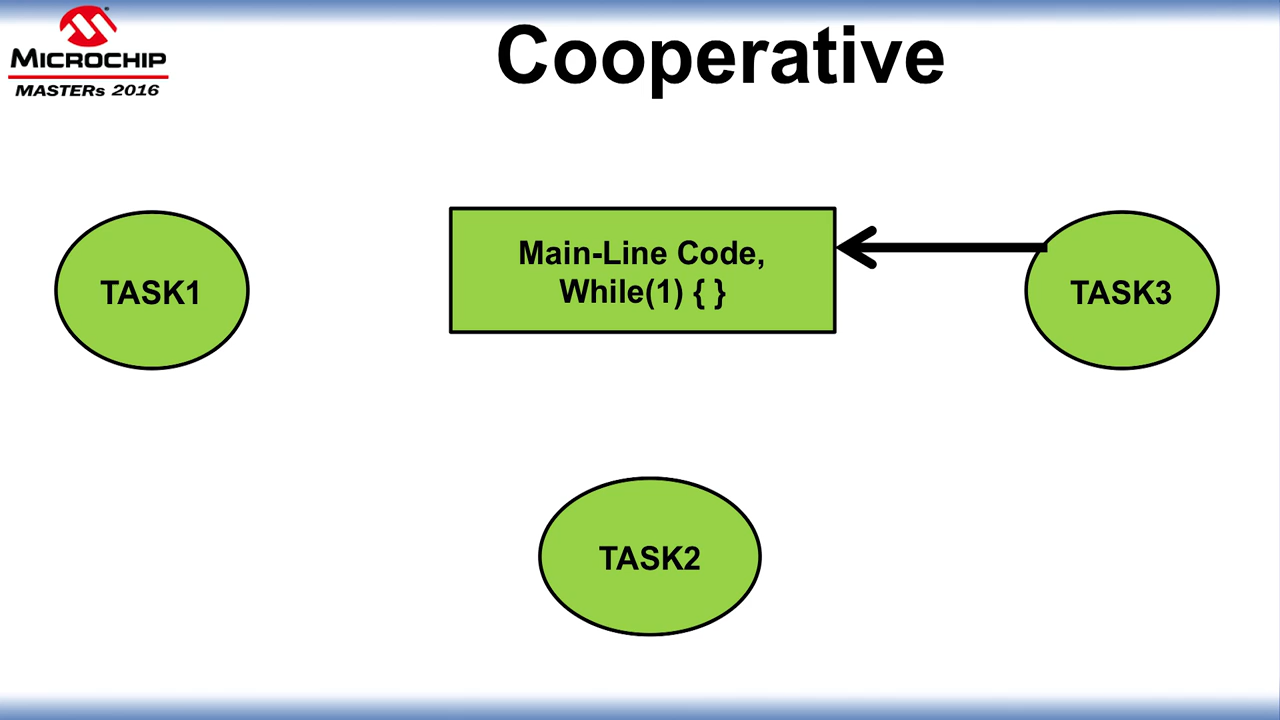 MICROCHIP
MASTERs 2016
Cooperative
TASK1
Main-Line Code,
While(1) { }
TASK3
TASK2